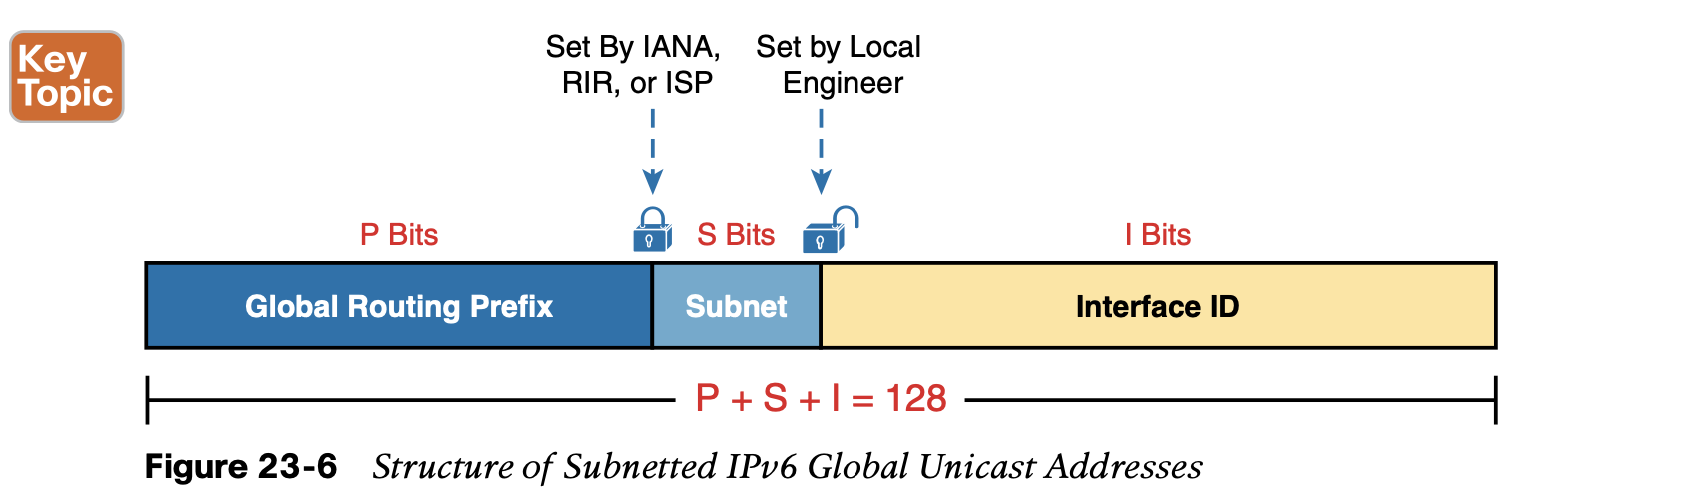 Key
Topic
Set By IANA,
RIR, or ISP
Set by Local
Engineer
P Bits
S Bits
I Bits
Global Routing Prefix
Subnet
Interface ID
P + S + I = 128
Figure 23-6 Structure of Subnetted IPv6 Global Unicast Addresses